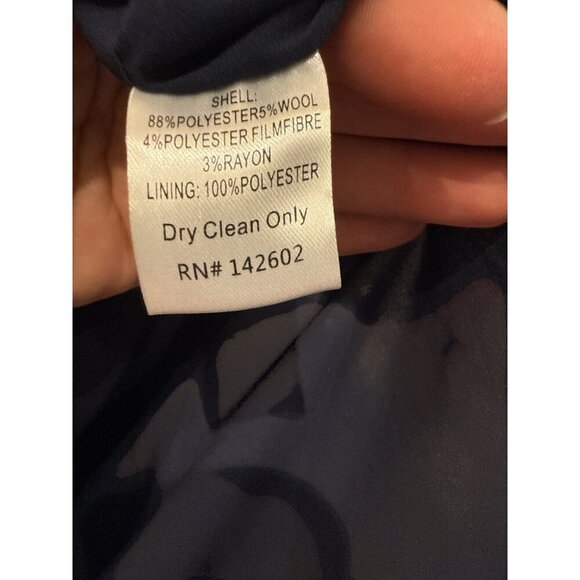 SHELL:
88%POLYESTER5%WOOL
4%POLYESTER FILMFIBRE
3%RAYON
LINING: 100%POLYESTER
Dry Clean Only
RN# 142602